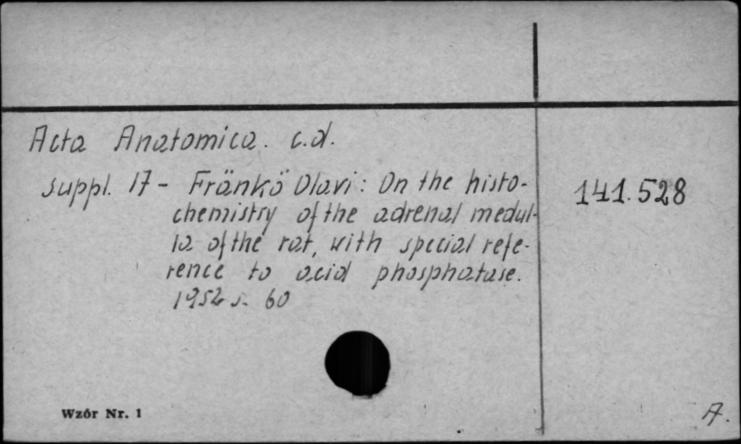 Acta Anatomica. c.d.
Suppl. 17 - Fränkö Olavi: On the histo-
chemistry of the adrenal medul-
la of the rat, with special refe-
rence to acid phosphatase.
1952 s. 60
141.528
Wzór Nr. 1
A.